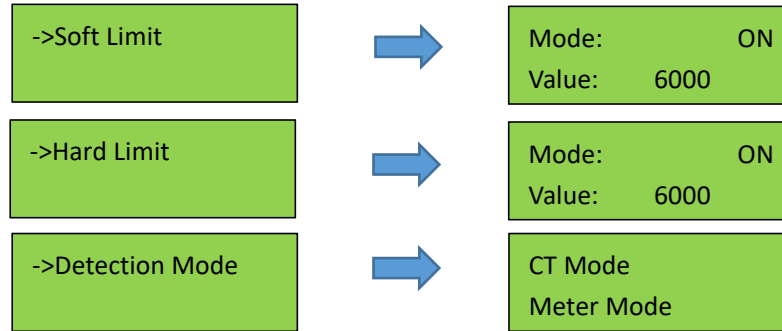 ->Soft Limit
Mode: ON
Value: 6000
->Hard Limit
Mode: ON
Value: 6000
->Detection Mode
CT Mode
Meter Mode